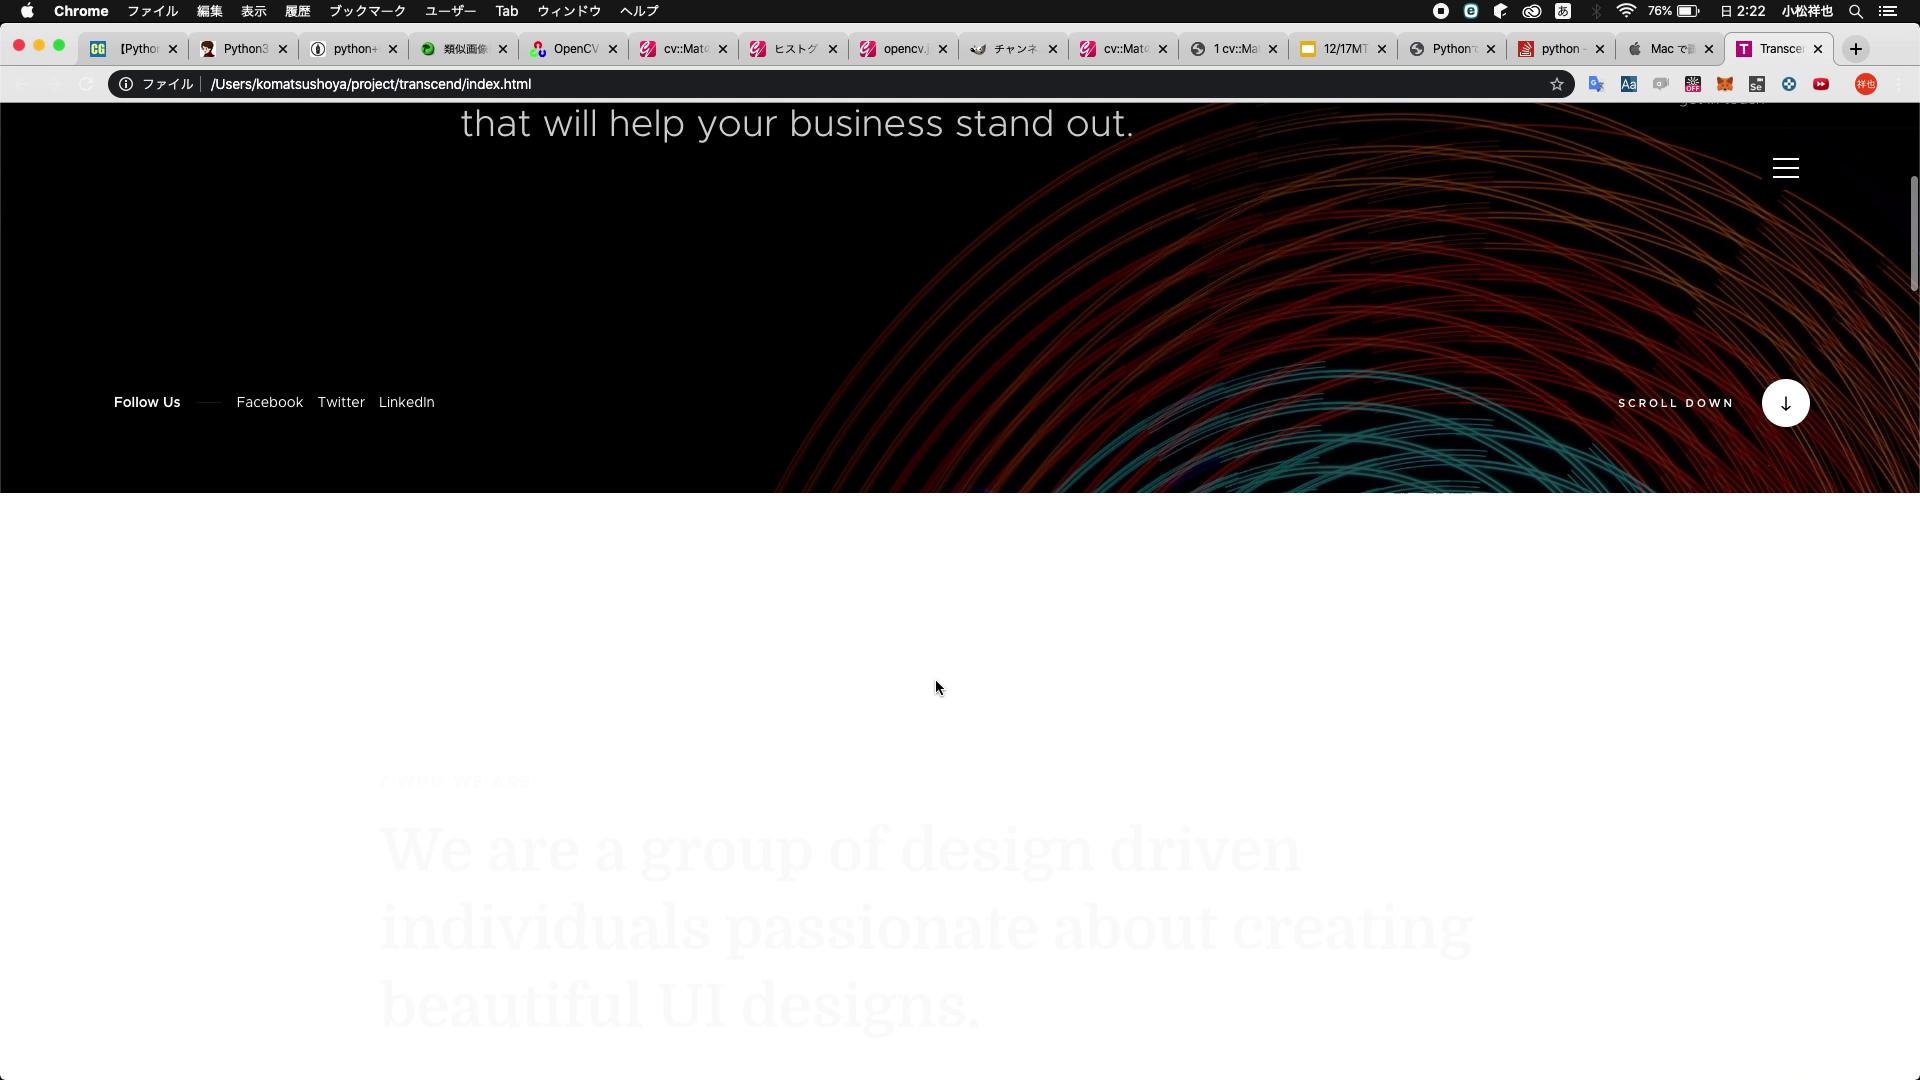 Chrome ファイル 編集 表示 履歴 ブックマーク ユーザー Tab ウィンドウ ヘルプ あ 76% 日 2:22 小松祥也
【Pytho Python3 python+ 類似画像 OpenCV cv::Mat ヒストグ opencv. チャンネ cv::Mat 1 cv::Ma 12/17MT Python python - Mac で Transce
ファイル /Users/komatsushoya/project/transcend/index.html 祥也
that will help your business stand out.
Follow Us Facebook Twitter LinkedIn SCROLL DOWN
/ WHO WE ARE
We are a group of design driven
individuals passionate about creating
beautiful UI designs.